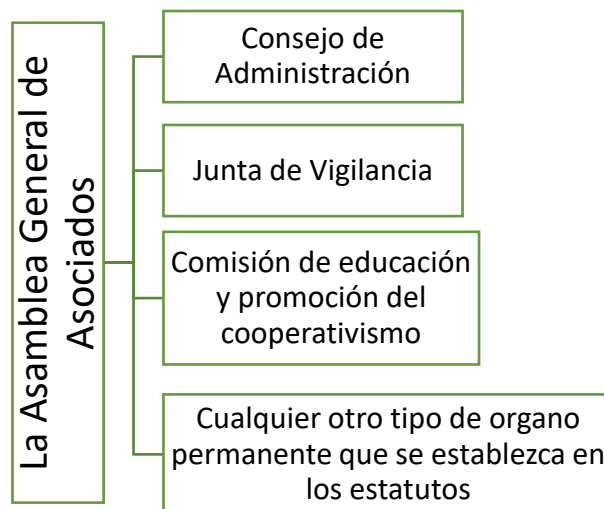 La Asamblea General de
Asociados
Consejo de
Administración
Junta de Vigilancia
Comisión de educación
y promoción del
cooperativismo
Cualquier otro tipo de organo
permanente que se establezca en
los estatutos